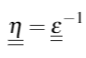 η = ε⁻¹